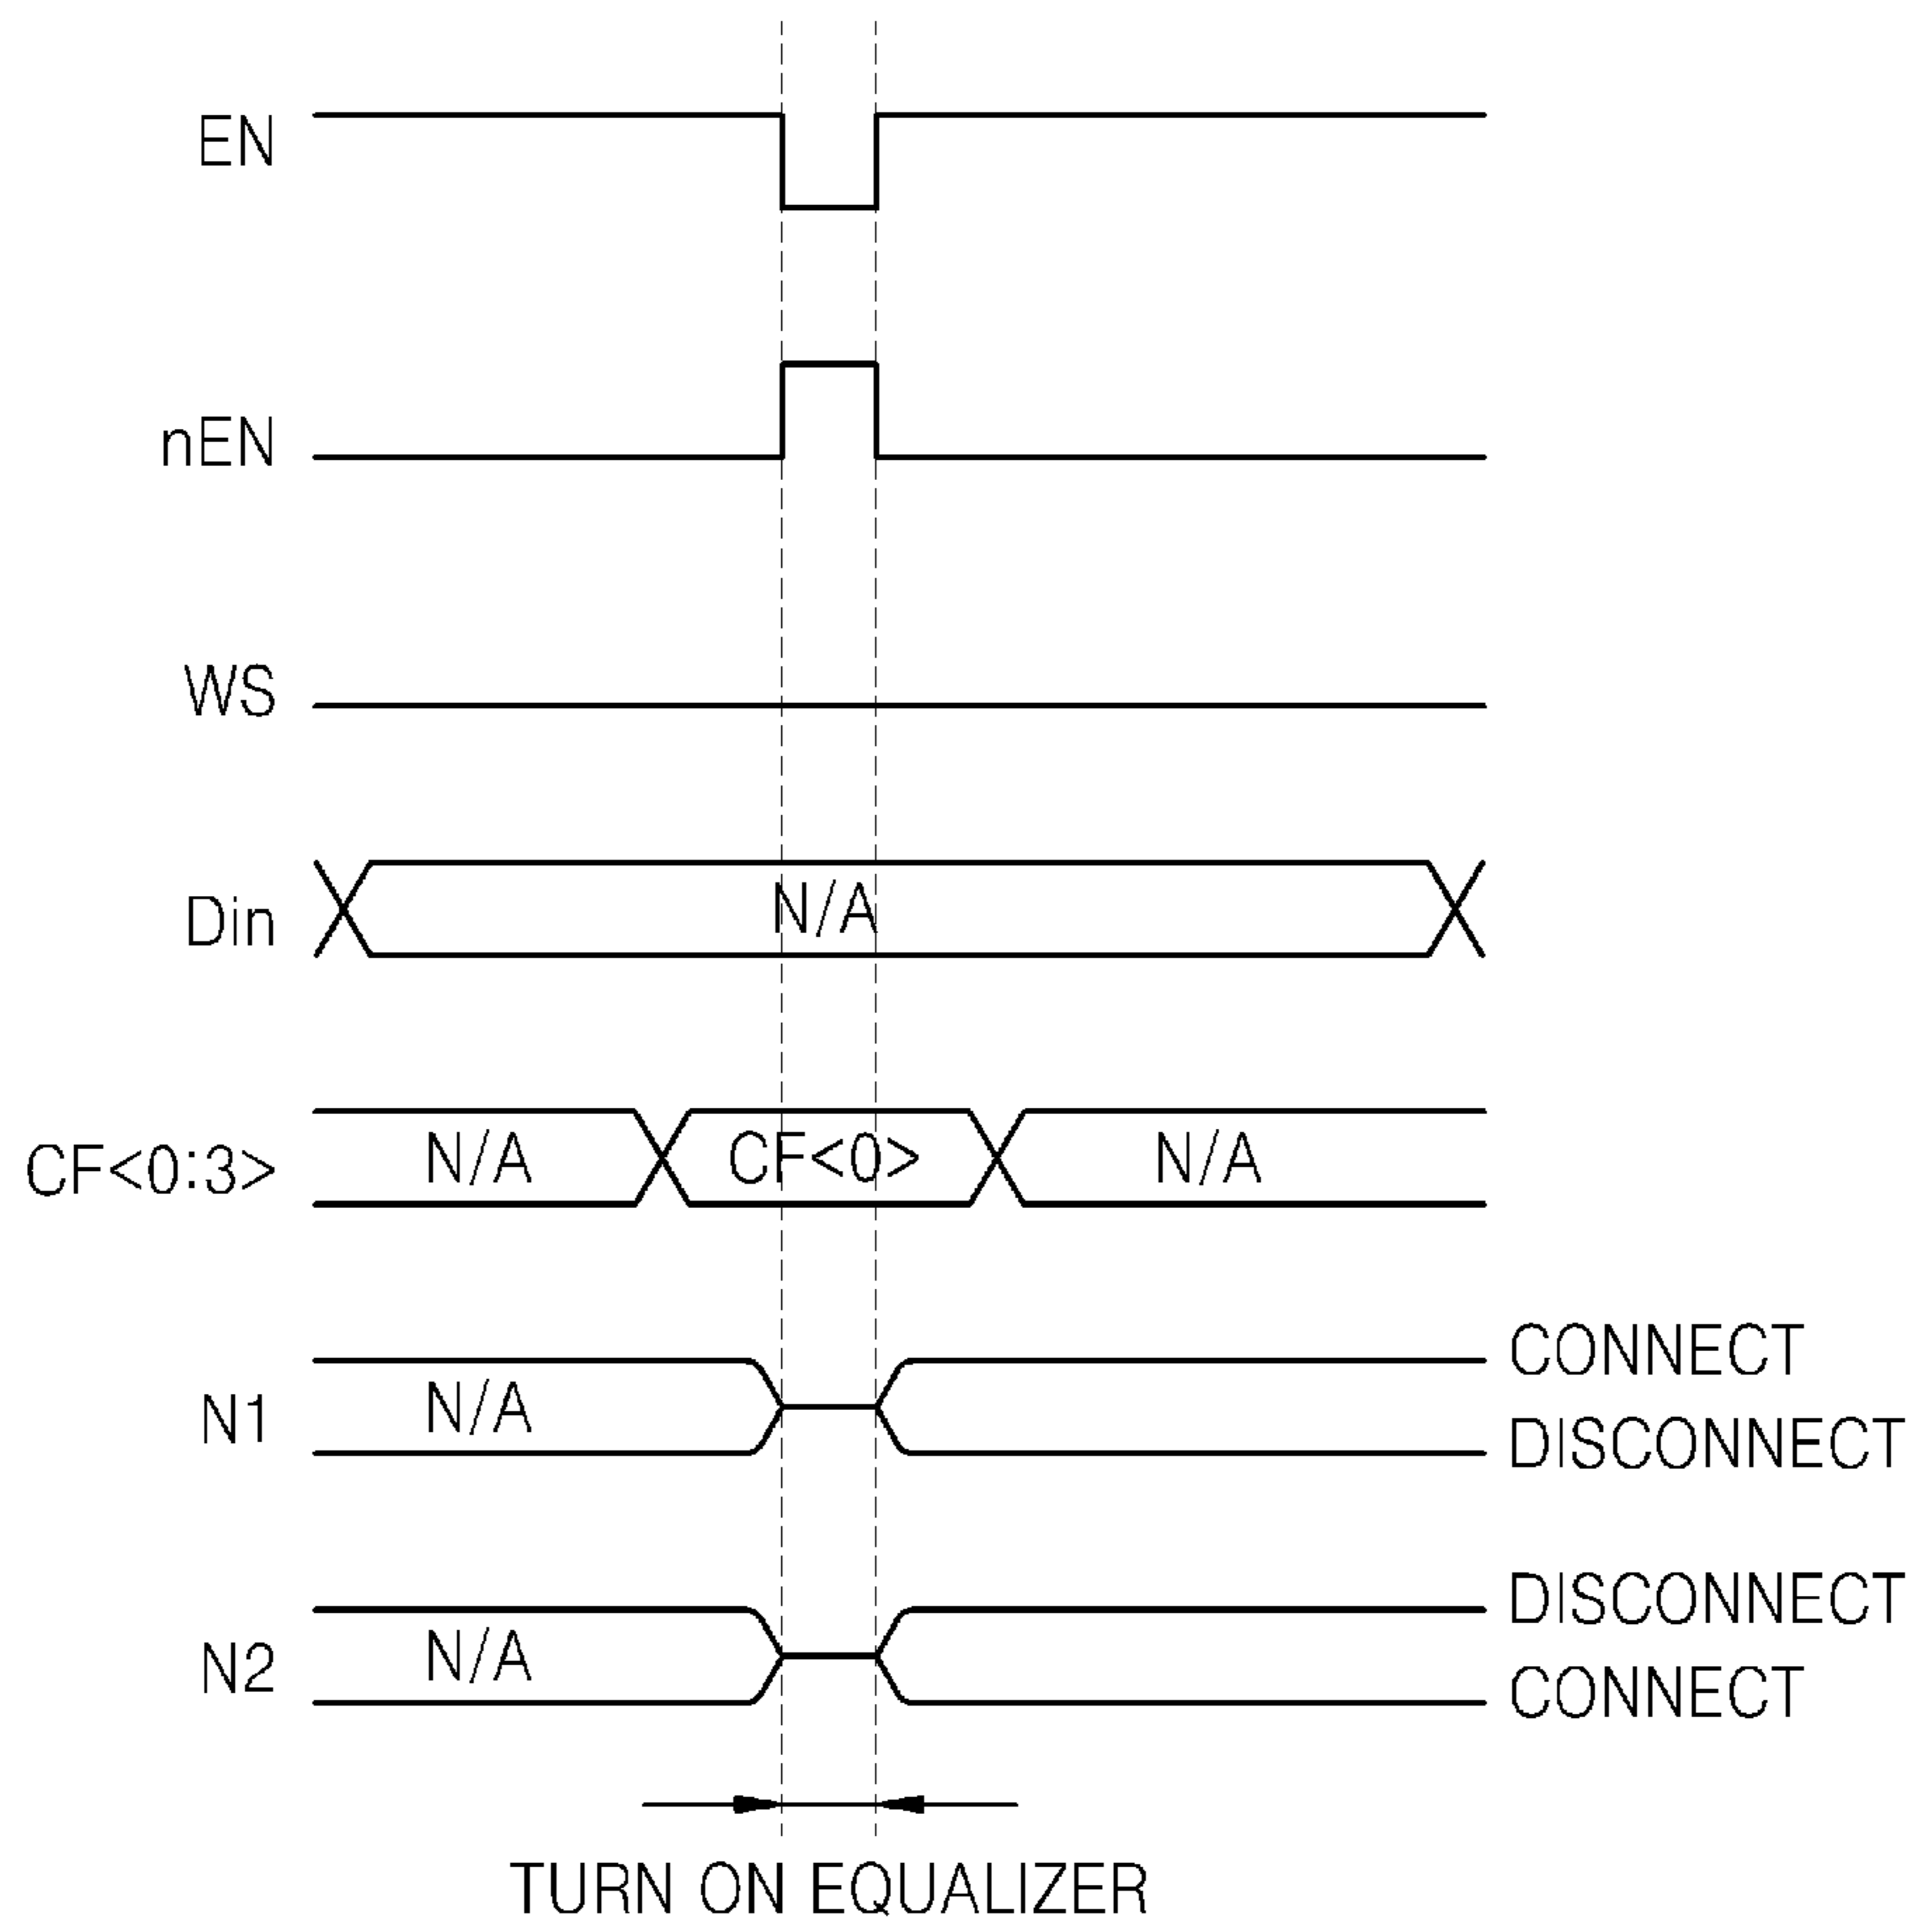 EN
nEN
WS
Din N/A
CF<0:3> N/A CF<0> N/A
CONNECT
N1 N/A
DISCONNECT
DISCONNECT
N2 N/A
CONNECT
TURN ON EQUALIZER